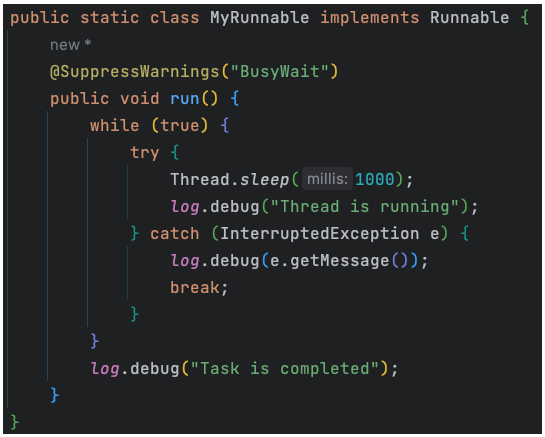 public static class MyRunnable implements Runnable {
new *
@SuppressWarnings("BusyWait")
public void run() {
while (true) {
try {
Thread.sleep( millis: 1000);
log.debug("Thread is running");
} catch (InterruptedException e) {
log.debug(e.getMessage());
break;
}
}
log.debug("Task is completed");
}
}